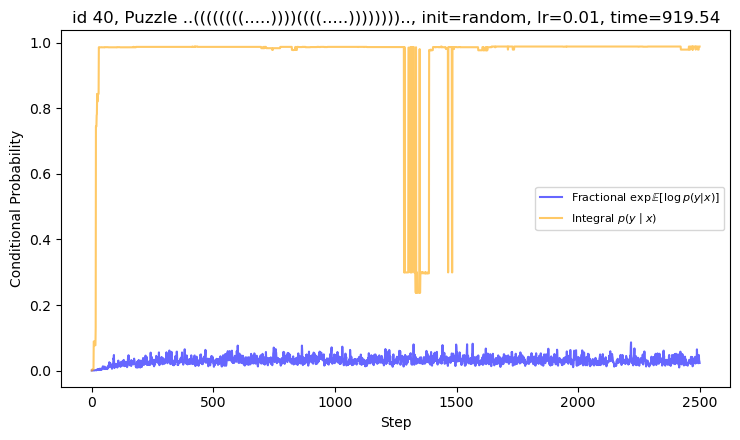 id 40, Puzzle ..((((((((.....))))((((.....)))))))).., init=random, lr=0.01, time=919.54
1.0
0.8
0.6
0.4
0.2
0.0
Conditional Probability
Fractional exp𝔼[log p(y|x)]
Integral p(y | x)
0 500 1000 1500 2000 2500
Step